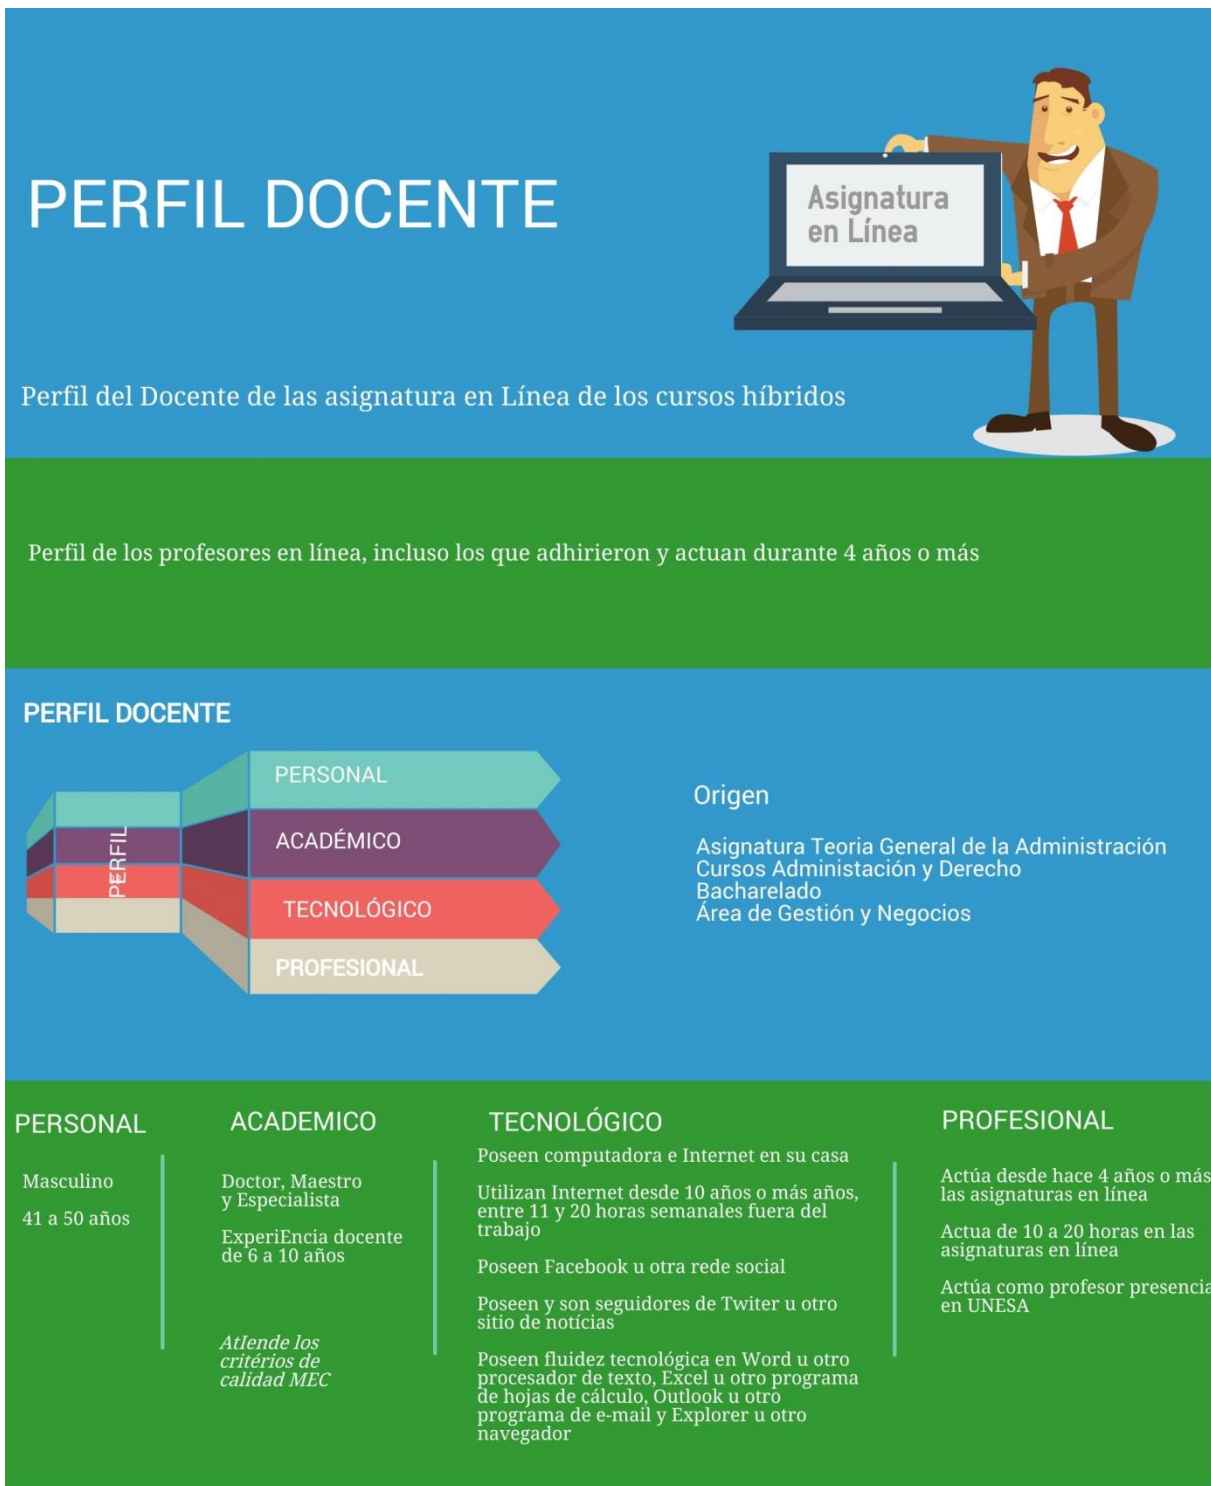 PERFIL DOCENTE
Asignatura
en Línea
Perfil del Docente de las asignatura en Línea de los cursos híbridos
Perfil de los profesores en línea, incluso los que adhirieron y actuan durante 4 años o más
PERFIL DOCENTE
PERFIL
PERSONAL
ACADÉMICO
TECNOLÓGICO
PROFESIONAL
Origen
Asignatura Teoria General de la Administración
Cursos Administación y Derecho
Bacharelado
Área de Gestión y Negocios
PERSONAL
Masculino
41 a 50 años
ACADEMICO
Doctor, Maestro
y Especialista
ExperiEncia docente
de 6 a 10 años
AtIende los
critérios de
calidad MEC
TECNOLÓGICO
Poseen computadora e Internet en su casa
Utilizan Internet desde 10 años o más años,
entre 11 y 20 horas semanales fuera del
trabajo
Poseen Facebook u otra rede social
Poseen y son seguidores de Twiter u otro
sitio de notícias
Poseen fluidez tecnológica en Word u otro
procesador de texto, Excel u otro programa
de hojas de cálculo, Outlook u otro
programa de e-mail y Explorer u otro
navegador
PROFESIONAL
Actúa desde hace 4 años o más
las asignaturas en línea
Actua de 10 a 20 horas en las
asignaturas en línea
Actúa como profesor presencia
en UNESA